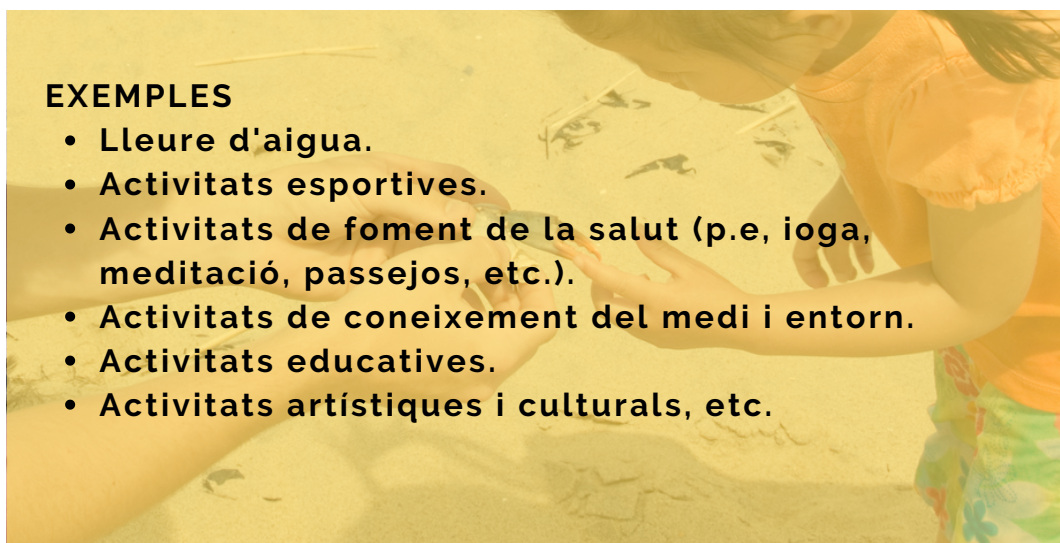 EXEMPLES
• Lleure d'aigua.
• Activitats esportives.
• Activitats de foment de la salut (p.e, ioga,
meditació, passejos, etc.).
• Activitats de coneixement del medi i entorn.
• Activitats educatives.
• Activitats artístiques i culturals, etc.